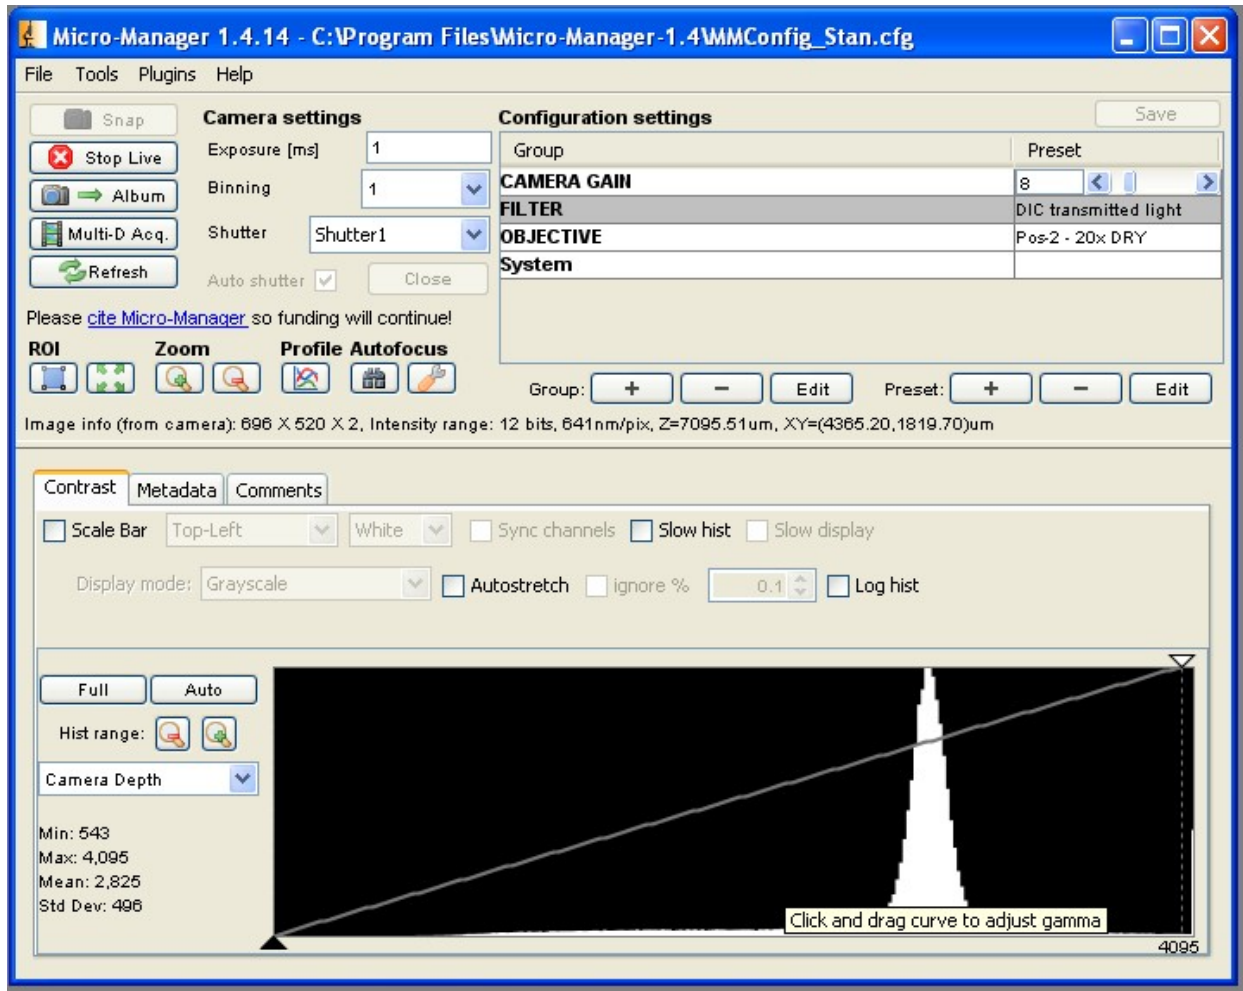 Micro-Manager 1.4.14 - C:\Program Files\Micro-Manager-1.4\MMConfig_Stan.cfg
File Tools Plugins Help
Snap
Stop Live
Album
Multi-D Acq.
Refresh
Camera settings
Exposure [ms] 1
Binning 1
Shutter Shutter1
Auto shutter Close
Configuration settings Save
Group Preset
CAMERA GAIN 8
FILTER DIC transmitted light
OBJECTIVE Pos-2 - 20x DRY
System
Please cite Micro-Manager so funding will continue!
ROI Zoom Profile Autofocus
Group: + - Edit Preset: + - Edit
Image info (from camera): 696 X 520 X 2, Intensity range: 12 bits, 641nm/pix, Z=7095.51um, XY=(4365.20,1819.70)um
Contrast Metadata Comments
Scale Bar Top-Left White Sync channels Slow hist Slow display
Display mode: Grayscale Autostretch ignore % 0.1 Log hist
Full Auto
Hist range:
Camera Depth
Min: 543
Max: 4,095
Mean: 2,825
Std Dev: 496
Click and drag curve to adjust gamma
4095